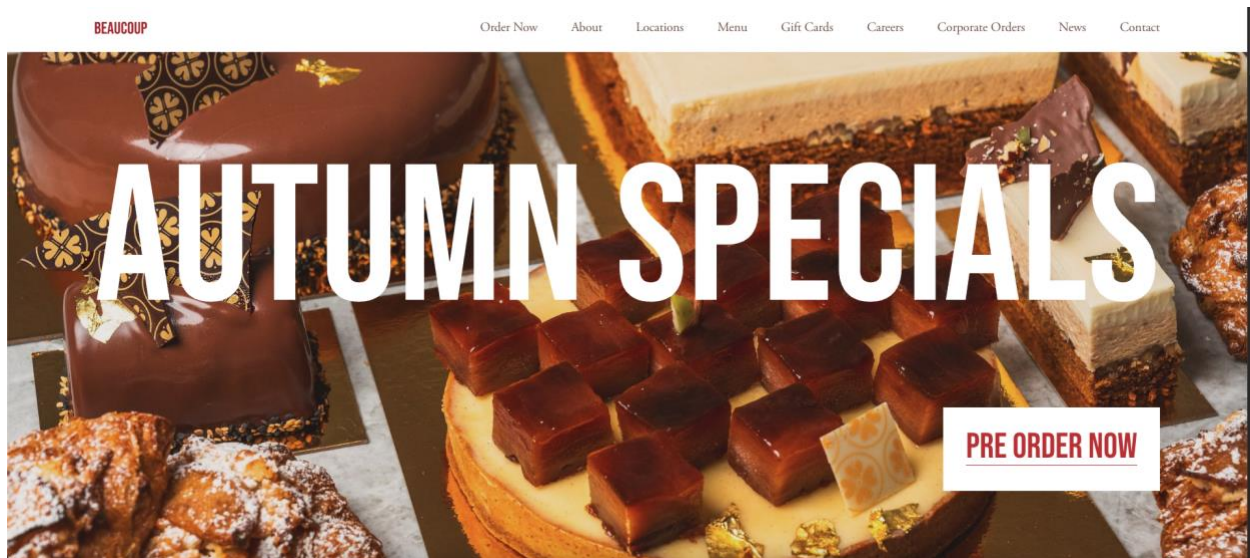 BEAUCOUP
Order Now About Locations Menu Gift Cards Careers Corporate Orders News Contact
AUTUMN SPECIALS
PRE ORDER NOW